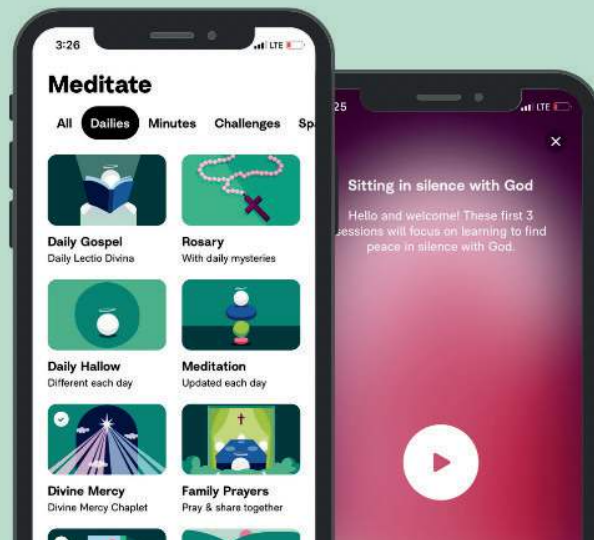 3:26
LTE
Meditate
All Dailies Minutes Challenges Sp
Daily Gospel
Daily Lectio Divina
Rosary
With daily mysteries
Daily Hallow
Different each day
Meditation
Updated each day
Divine Mercy
Divine Mercy Chaplet
Family Prayers
Pray & share together
25
LTE
Sitting in silence with God
Hello and welcome! These first 3
sessions will focus on learning to find
peace in silence with God.